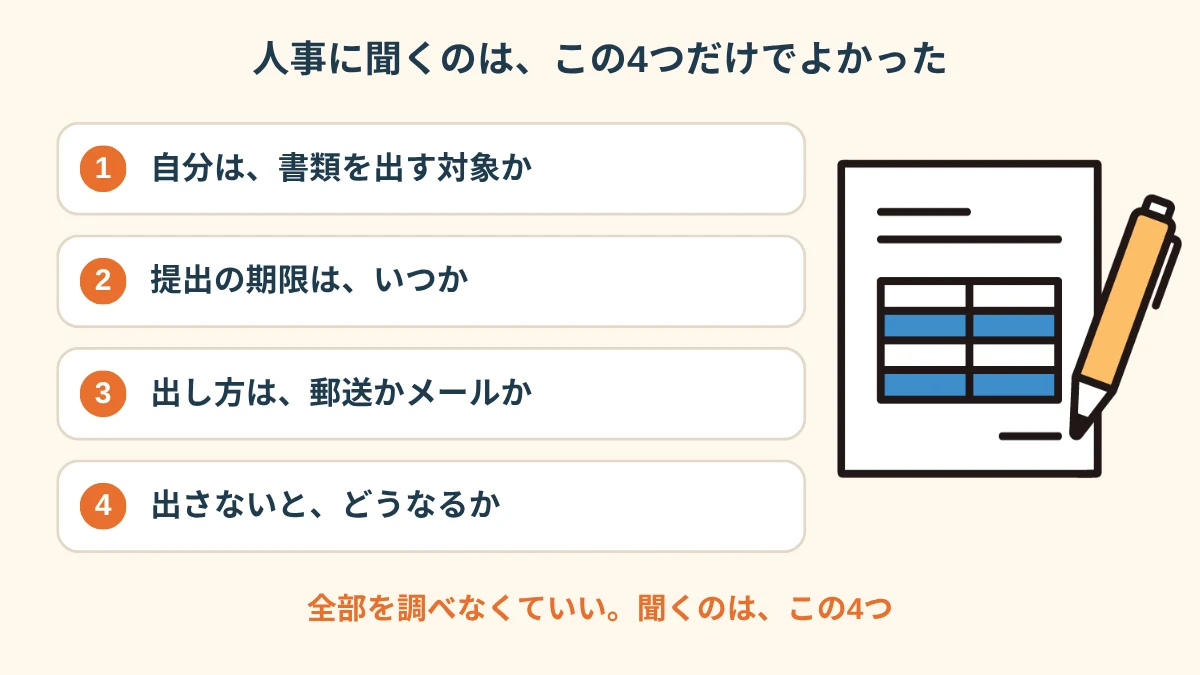 人事に聞くのは、この4つだけでよかった
1 自分は、書類を出す対象か
2 提出の期限は、いつか
3 出し方は、郵送かメールか
4 出さないと、どうなるか
全部を調べなくていい。聞くのは、この4つ